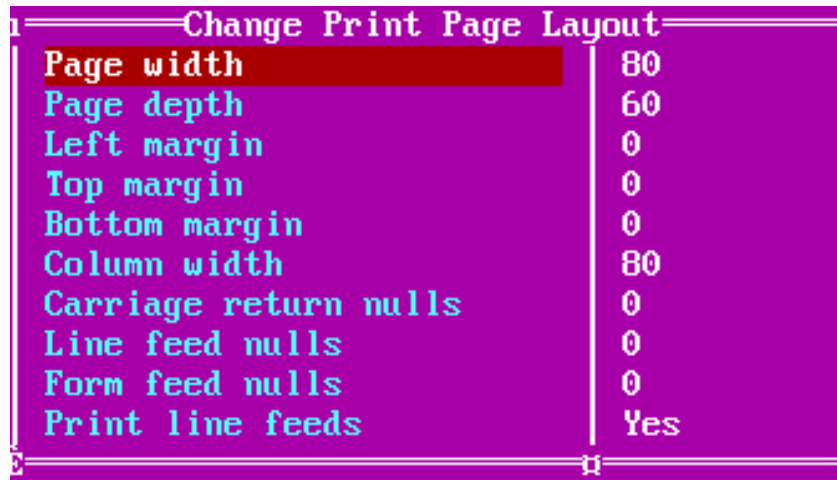 Change Print Page Layout
Page width 80
Page depth 60
Left margin 0
Top margin 0
Bottom margin 0
Column width 80
Carriage return nulls 0
Line feed nulls 0
Form feed nulls 0
Print line feeds Yes